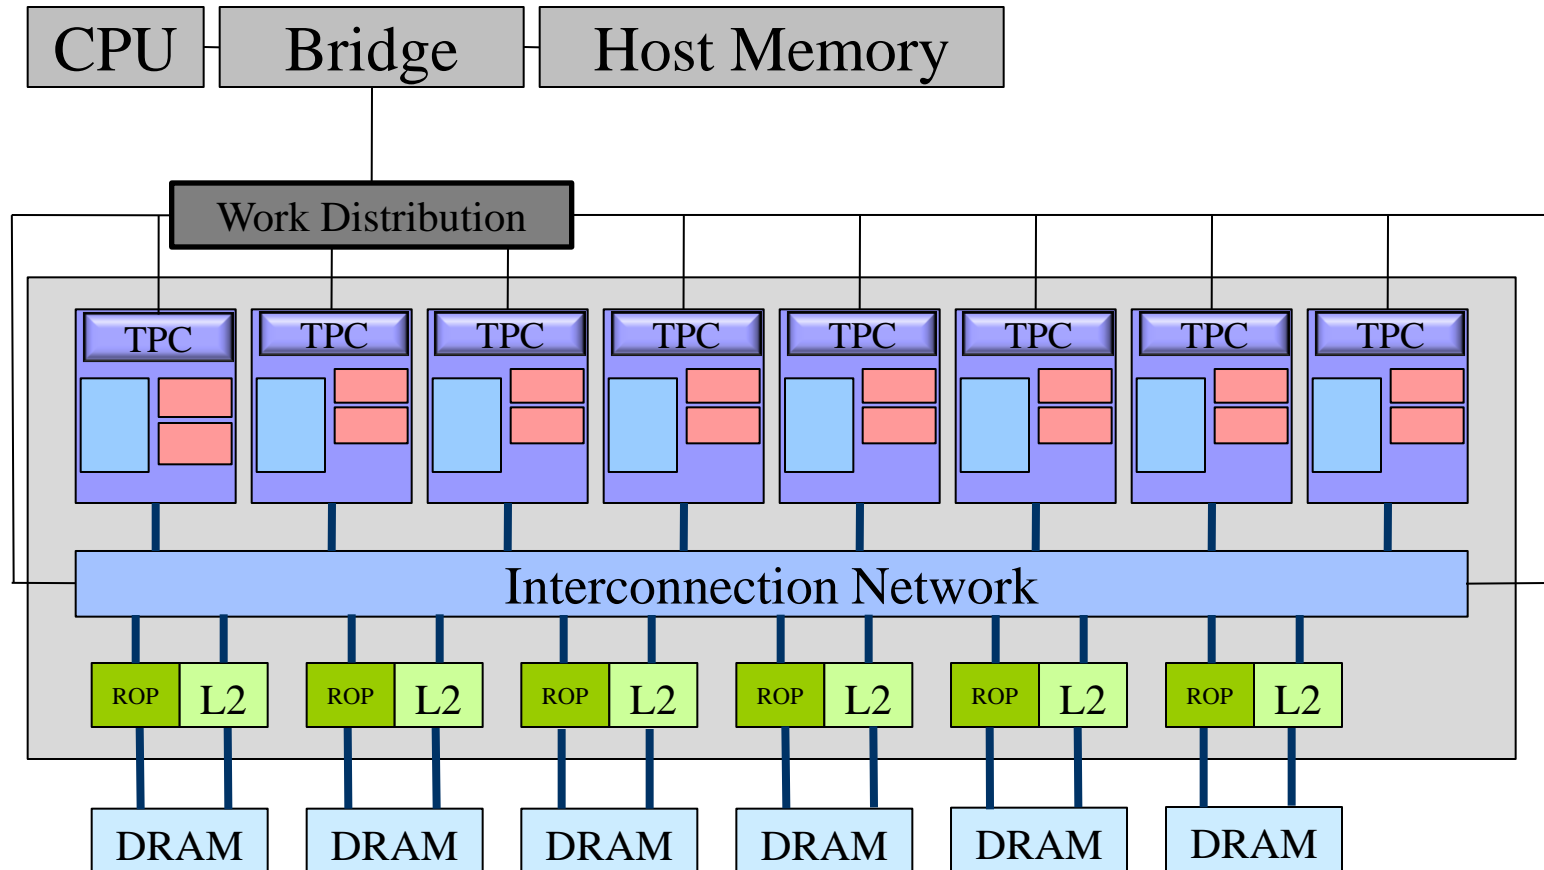 CPU Bridge Host Memory
Work Distribution
TPC TPC TPC TPC TPC TPC TPC TPC
Interconnection Network
ROP L2 ROP L2 ROP L2 ROP L2 ROP L2 ROP L2
DRAM DRAM DRAM DRAM DRAM DRAM